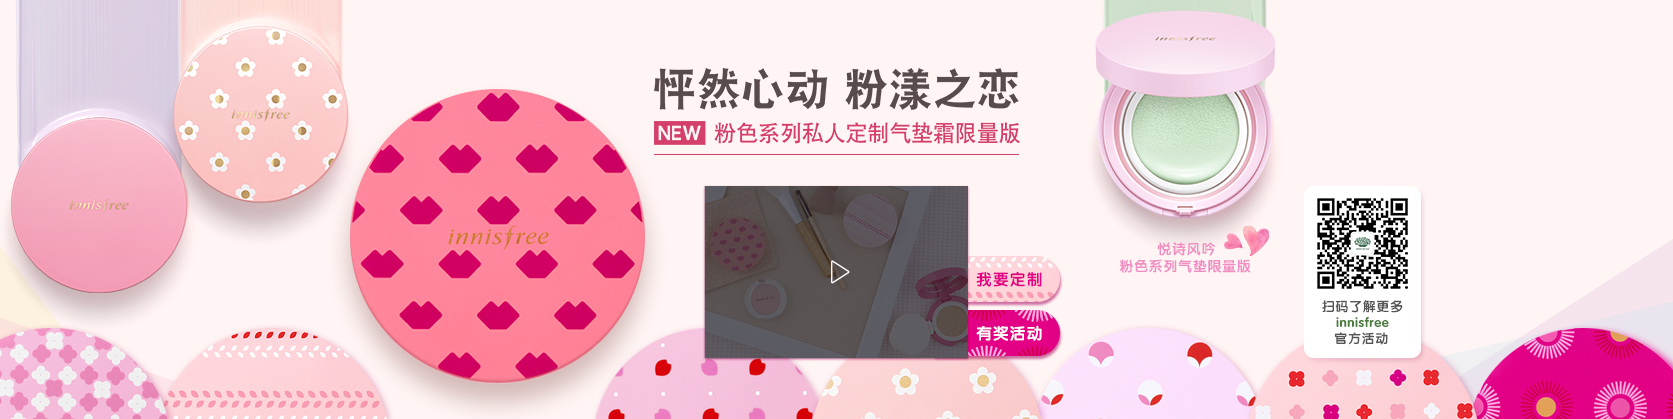 innisfree
innisfree
innisfree
怦然心动 粉漾之恋
NEW 粉色系列私人定制气垫霜限量版
我要定制
有奖活动
innisfree
悦诗风吟
粉色系列气垫限量版
扫码了解更多
innisfree
官方活动